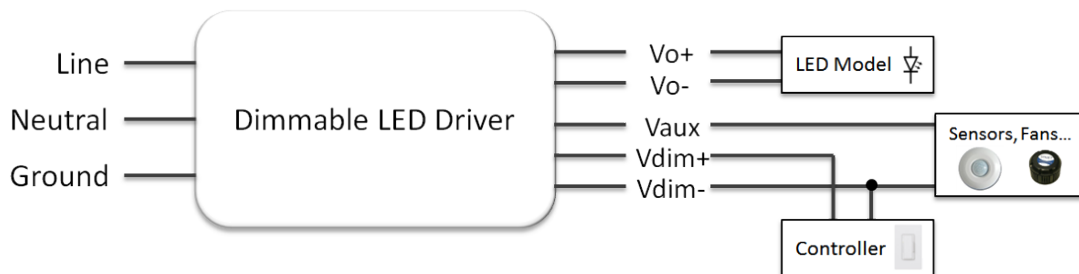 Line
Neutral
Ground
Dimmable LED Driver
Vo+
Vo-
Vaux
Vdim+
Vdim-
LED Model
Sensors, Fans...
Controller